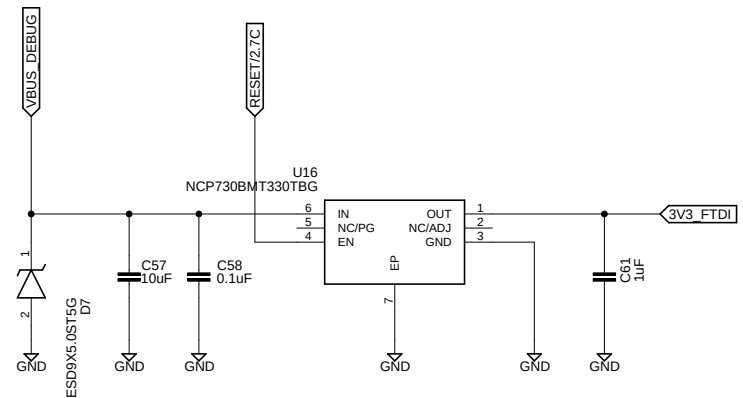 VBUS_DEBUG
RESET/2.7C
U16
NCP730BMT330TBG
6
IN
OUT
1
3V3_FTDI
5
NC/PG
NC/ADJ
2
4
EN
GND
3
EP
7
1
2
ESD9X5.0ST5G
D7
C57
10uF
C58
0.1uF
C61
1uF
GND
GND
GND
GND
GND
GND